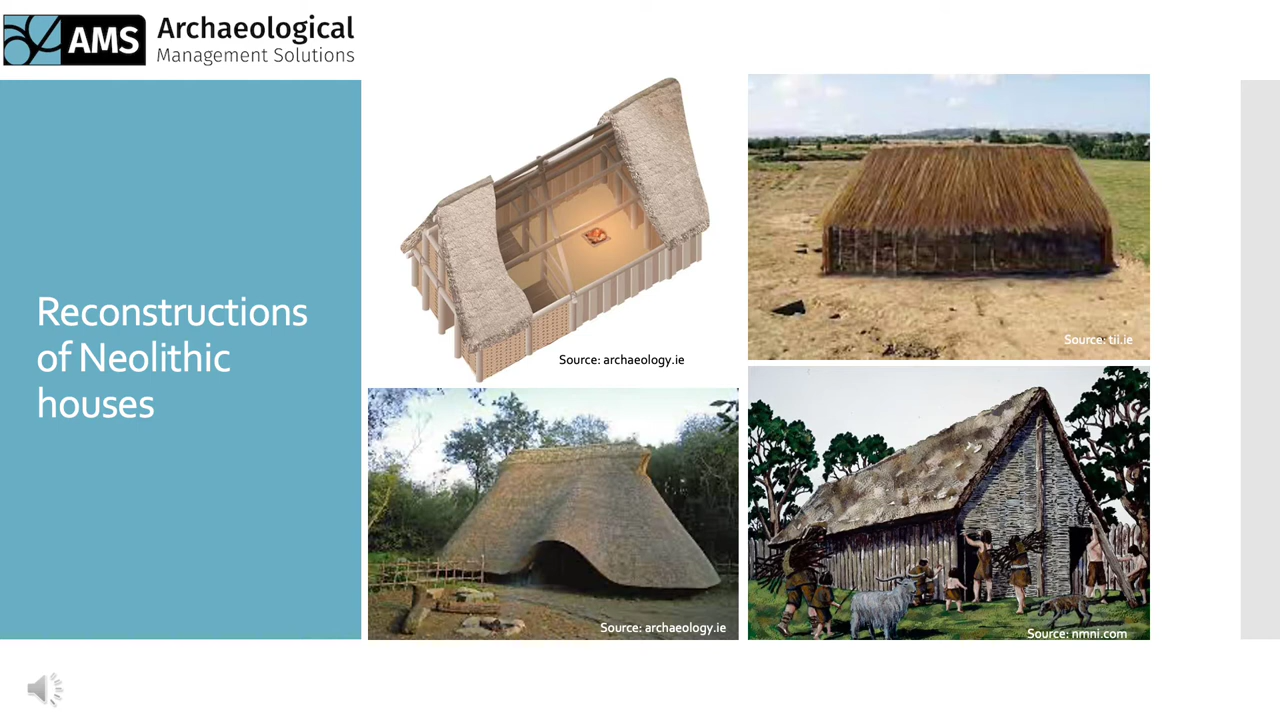 AMS
Archaeological
Management Solutions
Reconstructions
of Neolithic
houses
Source: archaeology.ie
Source: tii.ie
Source: archaeology.ie
Source: nmni.com